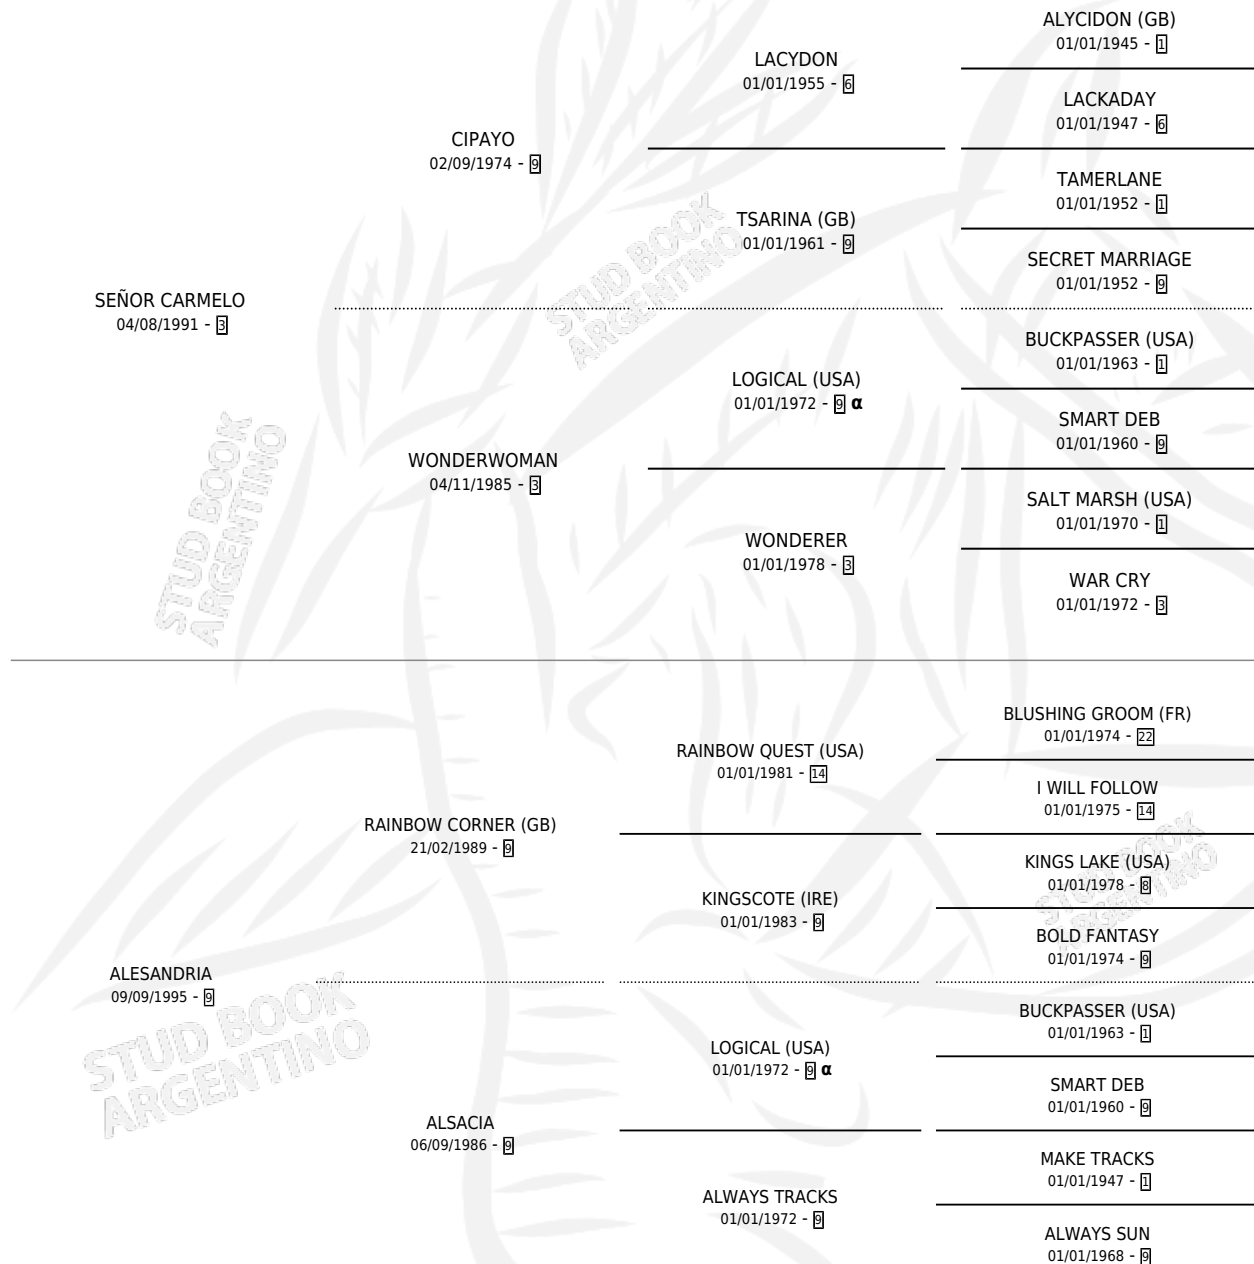 ALYCIDON (GB)
01/01/1945 - 1
LACYDON
01/01/1955 - 6
LACKADAY
01/01/1947 - 6
CIPAYO
02/09/1974 - 9
TAMERLANE
01/01/1952 - 1
TSARINA (GB)
01/01/1961 - 9
SECRET MARRIAGE
01/01/1952 - 9
SEÑOR CARMELO
04/08/1991 - 3
BUCKPASSER (USA)
01/01/1963 - 1
LOGICAL (USA)
01/01/1972 - 9 α
SMART DEB
01/01/1960 - 9
WONDERWOMAN
04/11/1985 - 3
SALT MARSH (USA)
01/01/1970 - 1
WONDERER
01/01/1978 - 3
WAR CRY
01/01/1972 - 3
STUD BOOK
ARGENTINO
STUD BOOK
ARGENTINO
BLUSHING GROOM (FR)
01/01/1974 - 22
RAINBOW QUEST (USA)
01/01/1981 - 14
I WILL FOLLOW
01/01/1975 - 14
RAINBOW CORNER (GB)
21/02/1989 - 9
KINGS LAKE (USA)
01/01/1978 - 8
KINGSCOTE (IRE)
01/01/1983 - 9
BOLD FANTASY
01/01/1974 - 9
ALESANDRIA
09/09/1995 - 9
BUCKPASSER (USA)
01/01/1963 - 1
LOGICAL (USA)
01/01/1972 - 9 α
SMART DEB
01/01/1960 - 9
ALSACIA
06/09/1986 - 9
MAKE TRACKS
01/01/1947 - 1
ALWAYS TRACKS
01/01/1972 - 9
ALWAYS SUN
01/01/1968 - 9
STUD BOOK
ARGENTINO
STUD BOOK
ARGENTINO